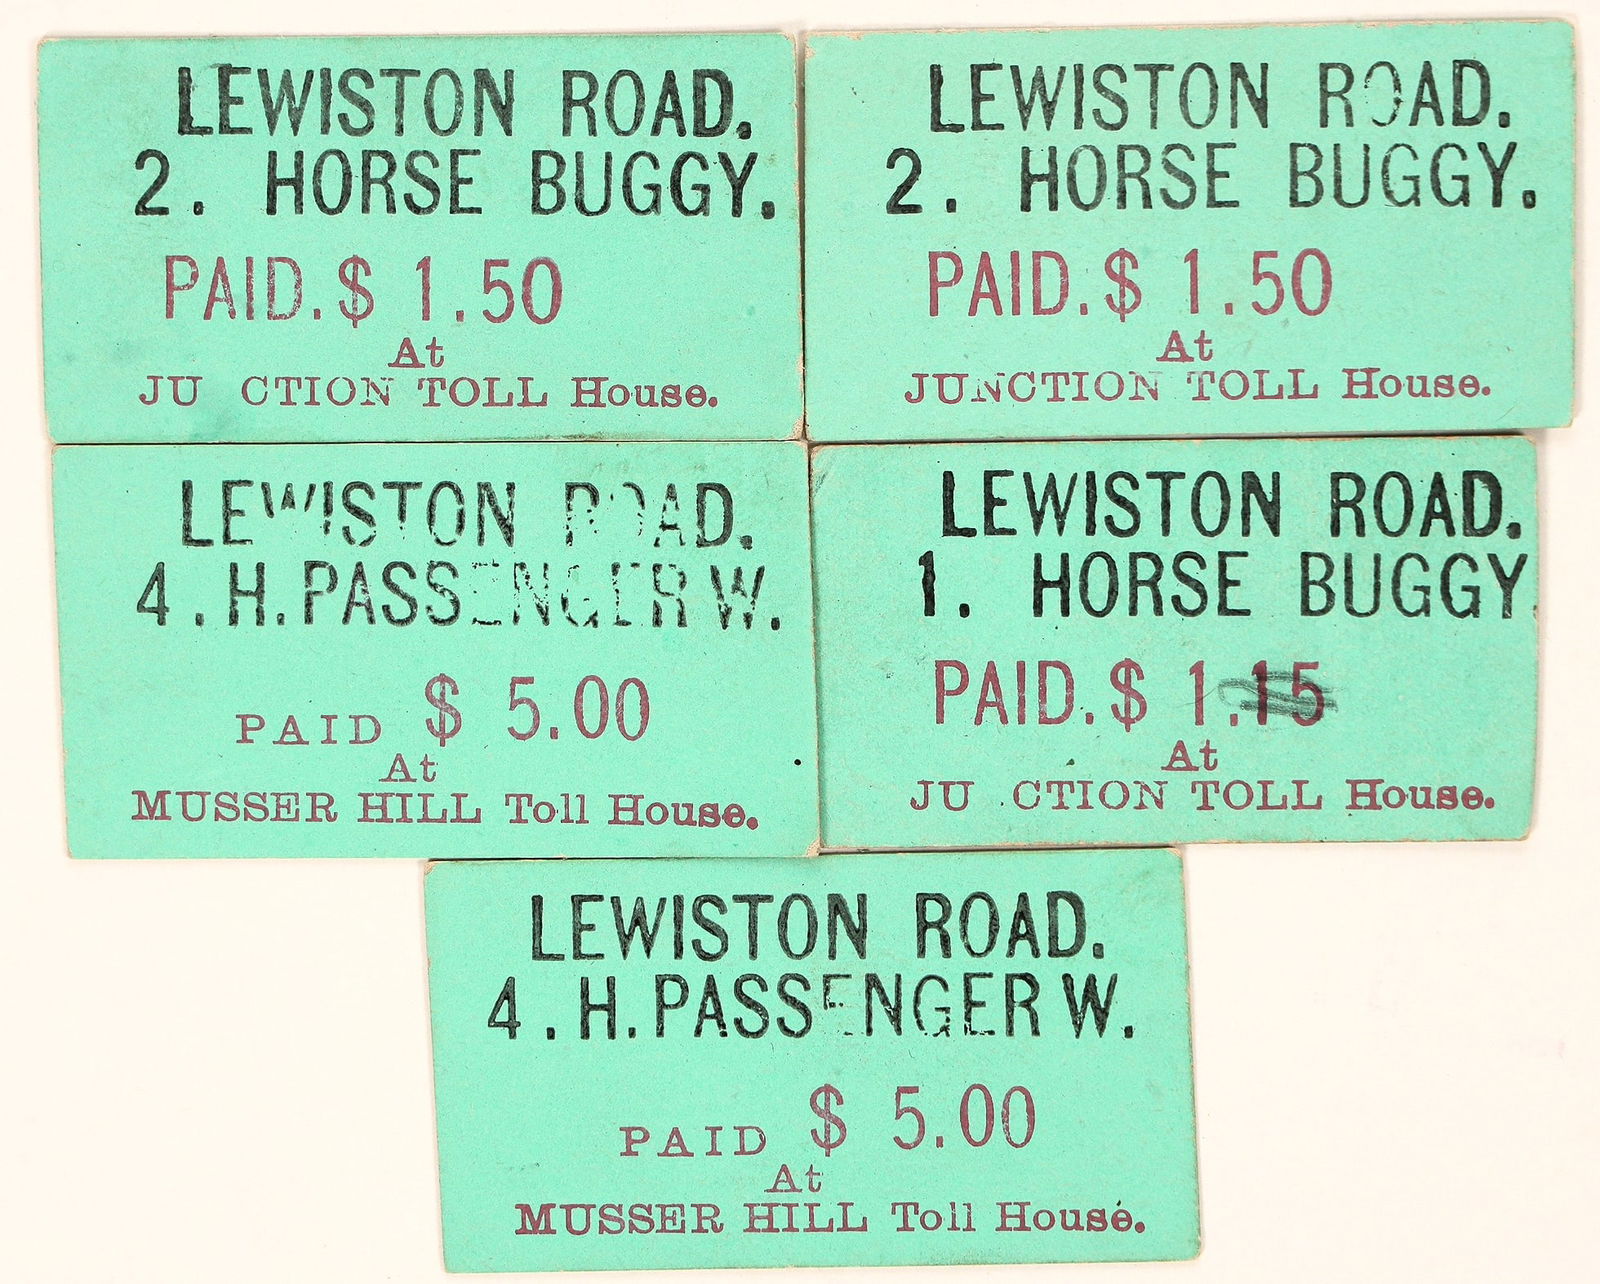 LEWISTON ROAD.
2. HORSE BUGGY.
PAID. $ 1.50
At
JU CTION TOLL House.
LEWISTON ROAD.
2. HORSE BUGGY.
PAID. $ 1.50
At
JUNCTION TOLL House.
LEWISTON ROAD.
4. H. PASSENGER W.
PAID $ 5.00
At
MUSSER HILL Toll House.
LEWISTON ROAD.
1. HORSE BUGGY
PAID. $ 1.15
At
JU CTION TOLL House.
LEWISTON ROAD.
4. H. PASSENGER W.
PAID $ 5.00
At
MUSSER HILL Toll House.